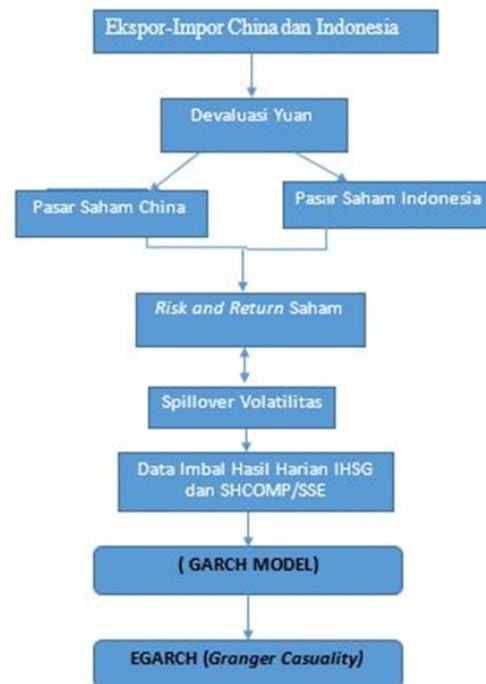 Ekspor-Impor China dan Indonesia
Devaluasi Yuan
Pasar Saham China
Pasar Saham Indonesia
Risk and Return Saham
Spillover Volatilitas
Data Imbal Hasil Harian IHSG
dan SHCOMP/SSE
( GARCH MODEL)
EGARCH (Granger Casuality)